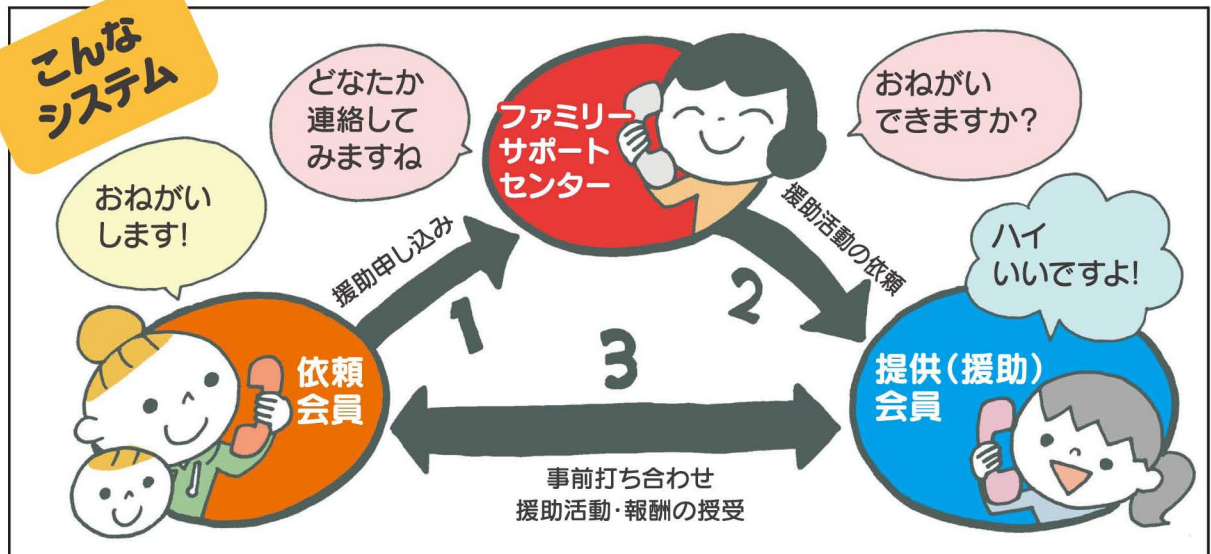 こんな
システム
どなたか
連絡して
みますね
ファミリー
サポート
センター
おねがい
できますか?
おねがい
します!
援助申し込み
援助活動の依頼
ハイ
いいですよ!
1
2
3
依頼
会員
提供(援助)
会員
事前打ち合わせ
援助活動・報酬の授受